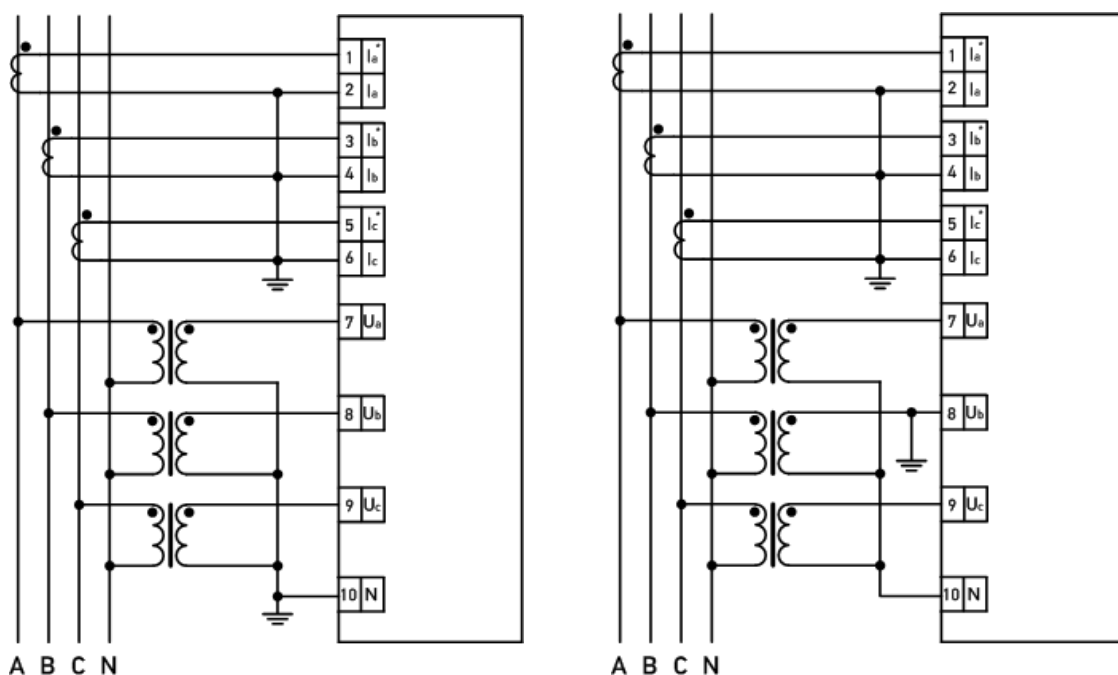 1 Ia* 1 Ia*
2 Ia 2 Ia
3 Ib* 3 Ib*
4 Ib 4 Ib
5 Ic* 5 Ic*
6 Ic 6 Ic
7 Ua 7 Ua
8 Ub 8 Ub
9 Uc 9 Uc
10 N 10 N
A B C N A B C N